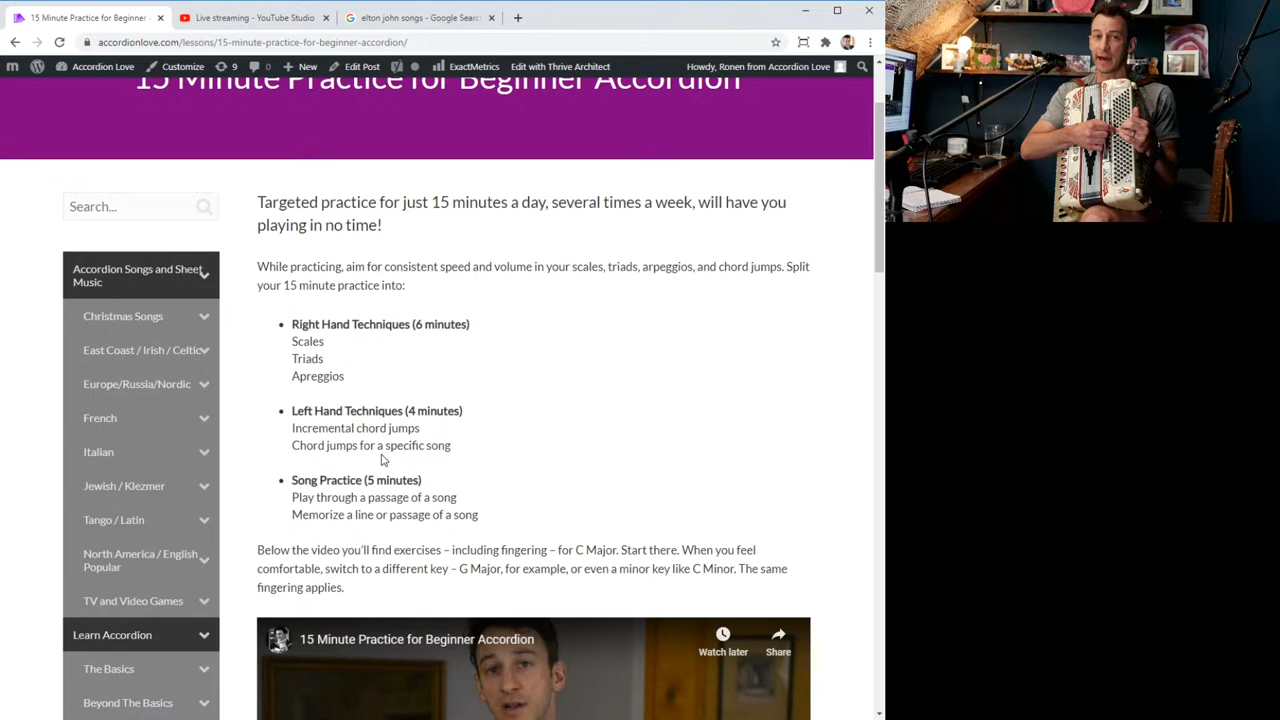 15 Minute Practice for Beginner
Live streaming - YouTube Studio
elton john songs - Google Search
accordionlove.com/lessons/15-minute-practice-for-beginner-accordion/
Accordion Love
Customize
9
0
New
Edit Post
ExactMetrics
Edit with Thrive Architect
Howdy, Ronen from Accordion Love
15 Minute Practice for Beginner Accordion
Search...
Accordion Songs and Sheet
Music
Christmas Songs
East Coast / Irish / Celtic
Europe/Russia/Nordic
French
Italian
Jewish / Klezmer
Tango / Latin
North America / English
Popular
TV and Video Games
Learn Accordion
The Basics
Beyond The Basics
Targeted practice for just 15 minutes a day, several times a week, will have you
playing in no time!
While practicing, aim for consistent speed and volume in your scales, triads, arpeggios, and chord jumps. Split
your 15 minute practice into:
• Right Hand Techniques (6 minutes)
Scales
Triads
Apreggios
• Left Hand Techniques (4 minutes)
Incremental chord jumps
Chord jumps for a specific song
• Song Practice (5 minutes)
Play through a passage of a song
Memorize a line or passage of a song
Below the video you'll find exercises – including fingering – for C Major. Start there. When you feel
comfortable, switch to a different key – G Major, for example, or even a minor key like C Minor. The same
fingering applies.
15 Minute Practice for Beginner Accordion
Watch later
Share